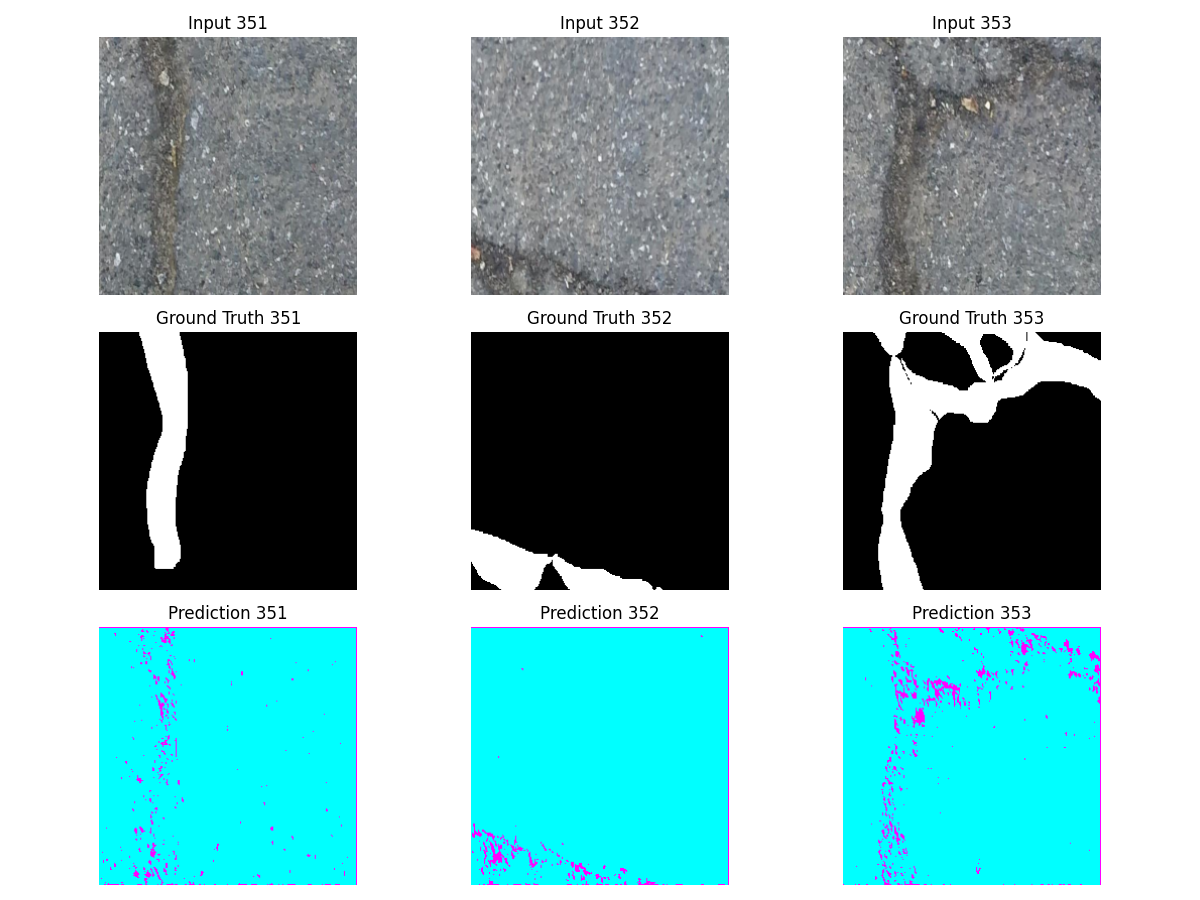 Input 351
Input 352
Input 353
Ground Truth 351
Ground Truth 352
Ground Truth 353
Prediction 351
Prediction 352
Prediction 353